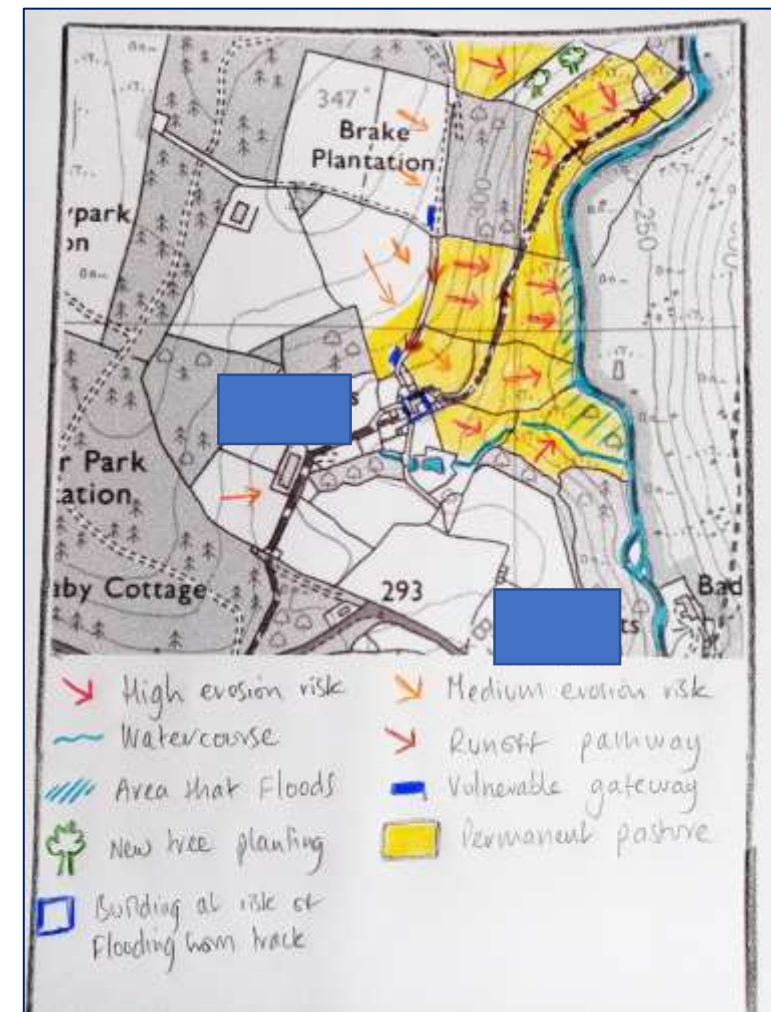 347
Brake
Plantation
ypark
on
300
250
s
r Park
ation
aby Cottage
293
Bad
ts
High erosion risk
Medium erosion risk
Watercourse
Runoff pathway
Area that Floods
Vulnerable gateway
New tree planting
Permanent pasture
Building at risk of
Flooding from track